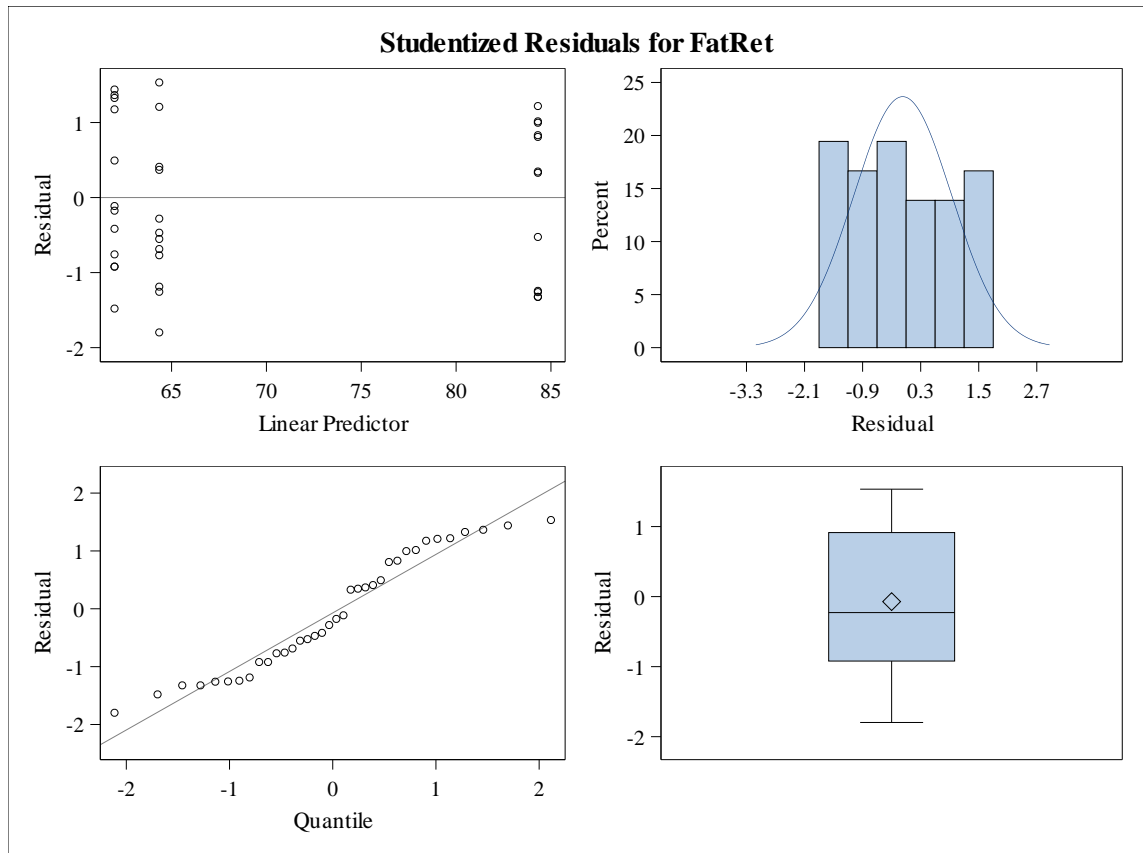 Studentized Residuals for FatRet
Residual
1
0
-1
-2
65 70 75 80 85
Linear Predictor
Percent
25
20
15
10
5
0
-3.3 -2.1 -0.9 0.3 1.5 2.7
Residual
Residual
2
1
0
-1
-2
-2 -1 0 1 2
Quantile
Residual
1
0
-1
-2